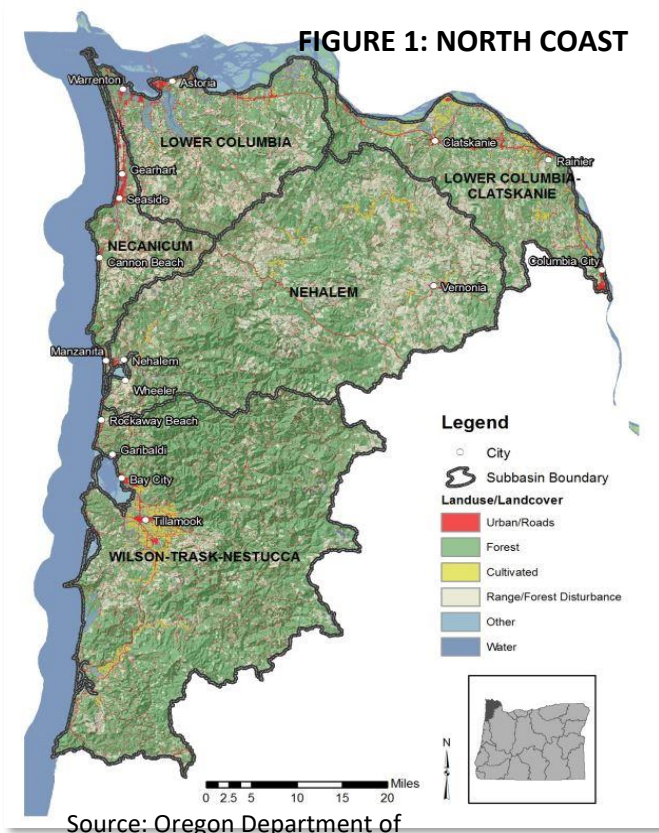 FIGURE 1: NORTH COAST
Warrenton
Astoria
LOWER COLUMBIA
Clatskanie
Rainier
LOWER COLUMBIA-
CLATSKANIE
Gearhart
Seaside
NECANICUM
Cannon Beach
Columbia City
NEHALEM
Vernonia
Manzanita
Nehalem
Wheeler
Rockaway Beach
Garibaldi
Bay City
Tillamook
WILSON-TRASK-NESTUCCA
Legend
City
Subbasin Boundary
Landuse/Landcover
Urban/Roads
Forest
Cultivated
Range/Forest Disturbance
Other
Water
N
Miles
0 2.5 5 10 15 20
Source: Oregon Department of